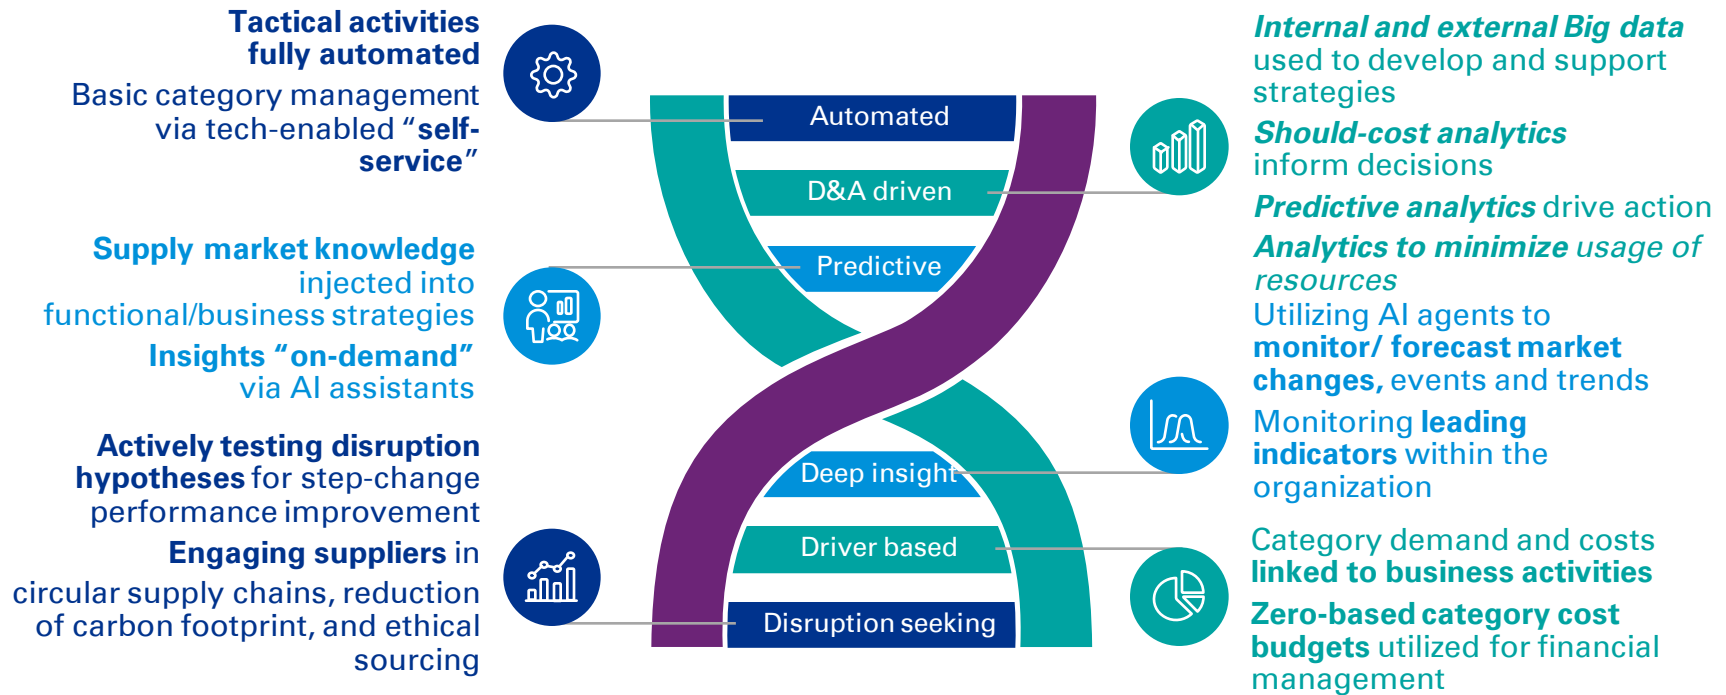 Tactical activities
fully automated
Basic category management
via tech-enabled “self-
service”
Supply market knowledge
injected into
functional/business strategies
Insights “on-demand”
via AI assistants
Actively testing disruption
hypotheses for step-change
performance improvement
Engaging suppliers in
circular supply chains, reduction
of carbon footprint, and ethical
sourcing
Automated
D&A driven
Predictive
Deep insight
Driver based
Disruption seeking
Internal and external Big data
used to develop and support
strategies
Should-cost analytics
inform decisions
Predictive analytics drive action
Analytics to minimize usage of
resources
Utilizing AI agents to
monitor/ forecast market
changes, events and trends
Monitoring leading
indicators within the
organization
Category demand and costs
linked to business activities
Zero-based category cost
budgets utilized for financial
management